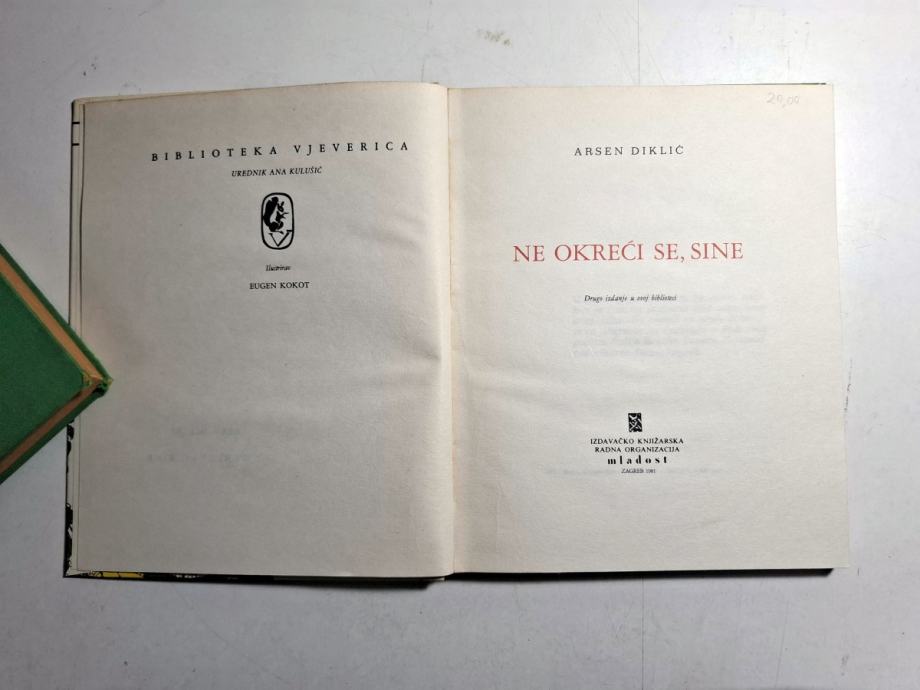 BIBLIOTEKA VJEVERICA
UREDNIK ANA KULUŠIĆ
V
Ilustrirao
EUGEN KOKOT
20,00
ARSEN DIKLIĆ
NE OKREĆI SE, SINE
Drugo izdanje u ovoj biblioteci
IZDAVAČKO KNJIŽARSKA
RADNA ORGANIZACIJA
mladost
ZAGREB 1981